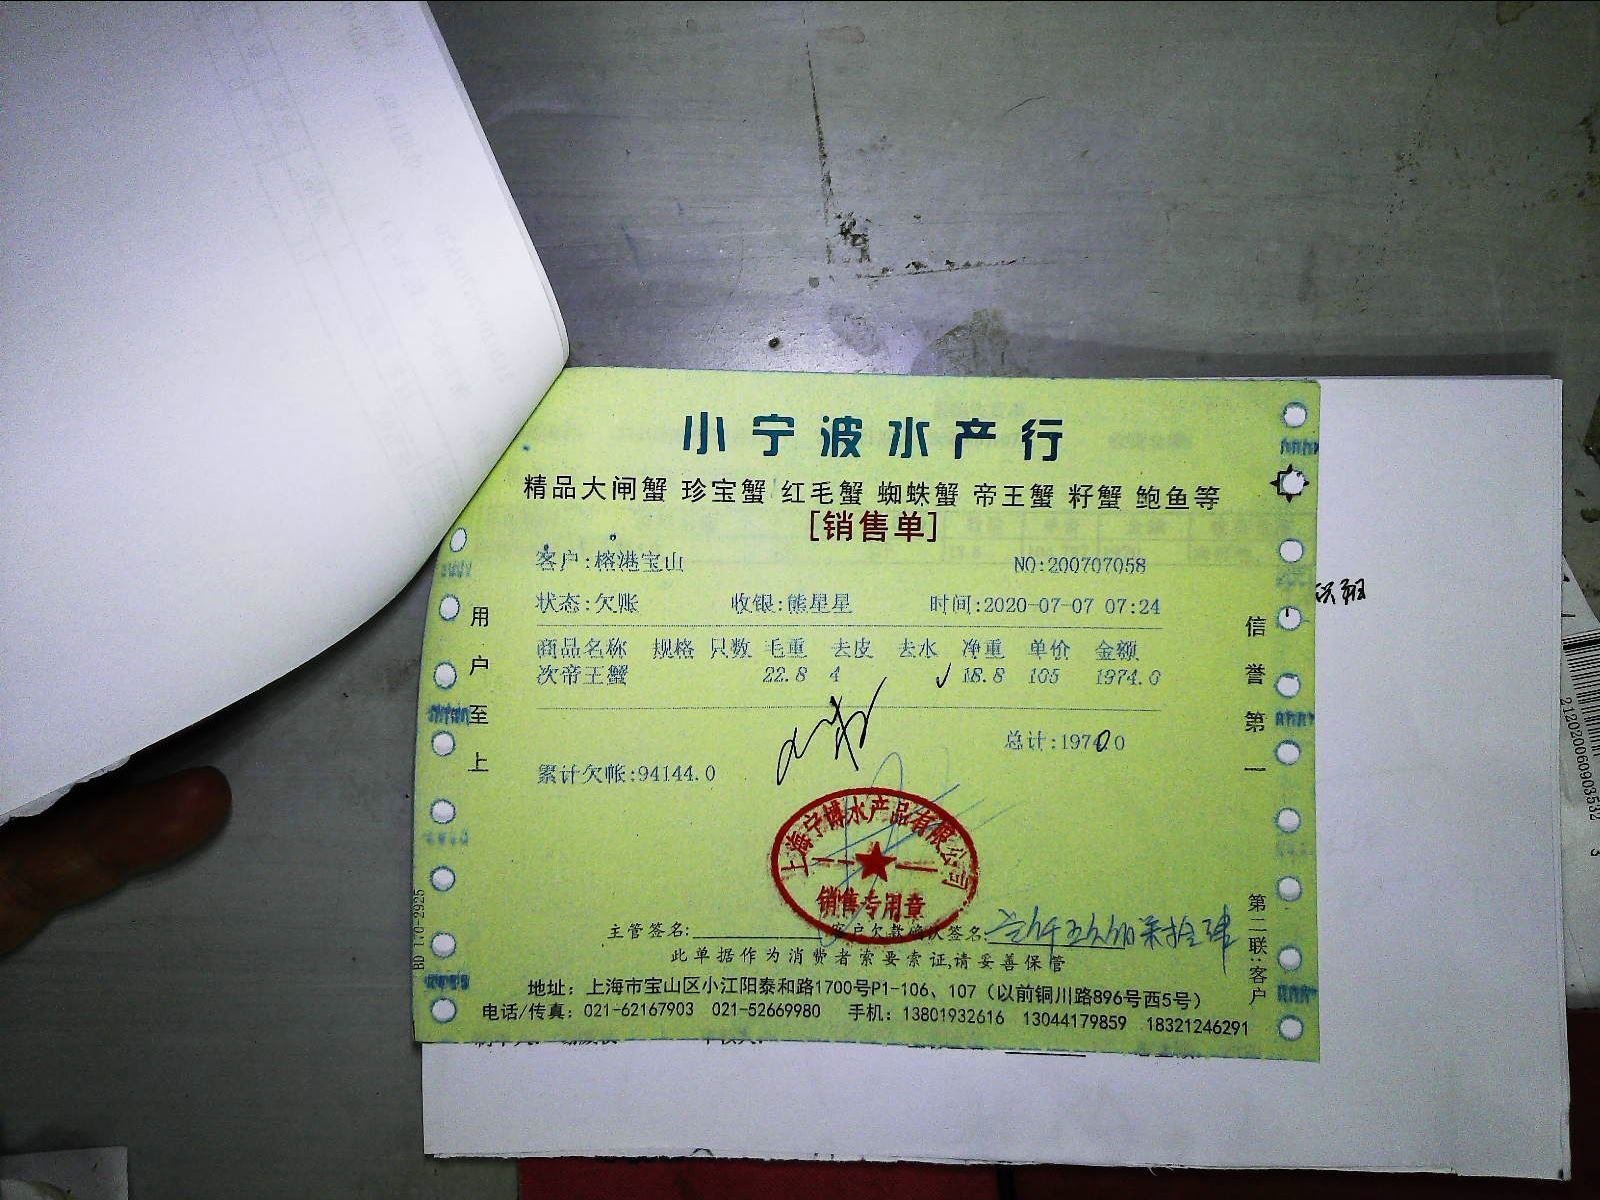 小宁波水产行
精品大闸蟹 珍宝蟹 红毛蟹 蜘蛛蟹 帝王蟹 籽蟹 鲍鱼等
[销售单]
客户:榕港宝山 NO:200707058
状态:欠账 收银:熊星星 时间:2020-07-07 07:24
商品名称 规格 只数 毛重 去皮 去水 净重 单价 金额
次帝王蟹 22.8 4 18.8 105 1974.0
总计:1974.0
累计欠帐:94144.0
上海宁博水产品有限公司
销售专用章
主管签名: 客户欠款确认签名:
此单据作为消费者索要索证,请妥善保管
地址：上海市宝山区小江阳泰和路1700号P1-106、107（以前铜川路896号西5号）
电话/传真：021-62167903 021-52669980 手机：13801932616 13044179859 18321246291
用户至上
信誉第一
第二联:客户
BD 1.0-2925
212020060903532 3